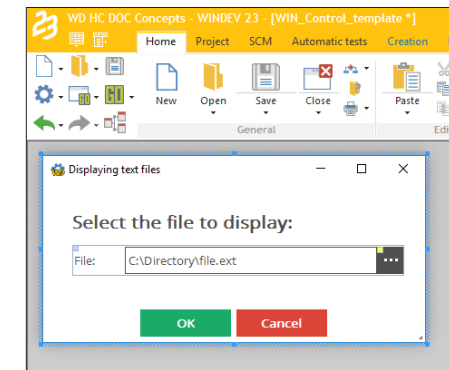 WD HC DOC Concepts - WINDEV 23 - [WIN_Control_template *]
Home Project SCM Automatic tests Creation
New Open Save Close Paste
General Edi
Displaying text files
Select the file to display:
File: C:\Directory\file.ext ...
OK Cancel